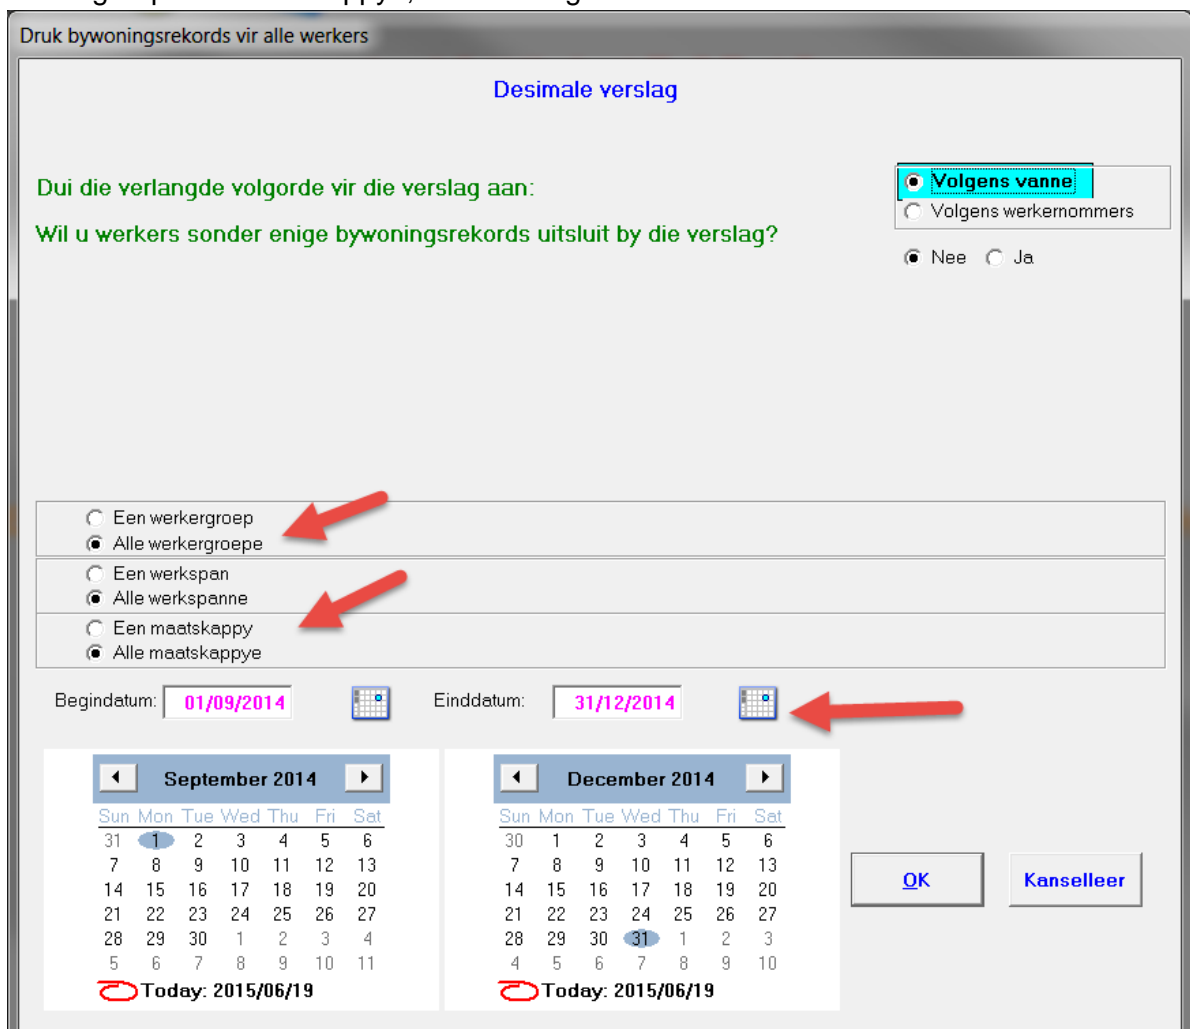 Druk bywoningsrekords vir alle werkers
Desimale verslag
Dui die verlangde volgorde vir die verslag aan:
Volgens vanne
Volgens werkernommers
Wil u werkers sonder enige bywoningsrekords uitsluit by die verslag?
Nee Ja
Een werkergroep
Alle werkergroepe
Een werkspan
Alle werkspanne
Een maatskappy
Alle maatskappye
Begindatum: 01/09/2014 Einddatum: 31/12/2014
September 2014
Sun Mon Tue Wed Thu Fri Sat
31 1 2 3 4 5 6
7 8 9 10 11 12 13
14 15 16 17 18 19 20
21 22 23 24 25 26 27
28 29 30 1 2 3 4
5 6 7 8 9 10 11
Today: 2015/06/19
December 2014
Sun Mon Tue Wed Thu Fri Sat
30 1 2 3 4 5 6
7 8 9 10 11 12 13
14 15 16 17 18 19 20
21 22 23 24 25 26 27
28 29 30 31 1 2 3
4 5 6 7 8 9 10
Today: 2015/06/19
OK Kanselleer